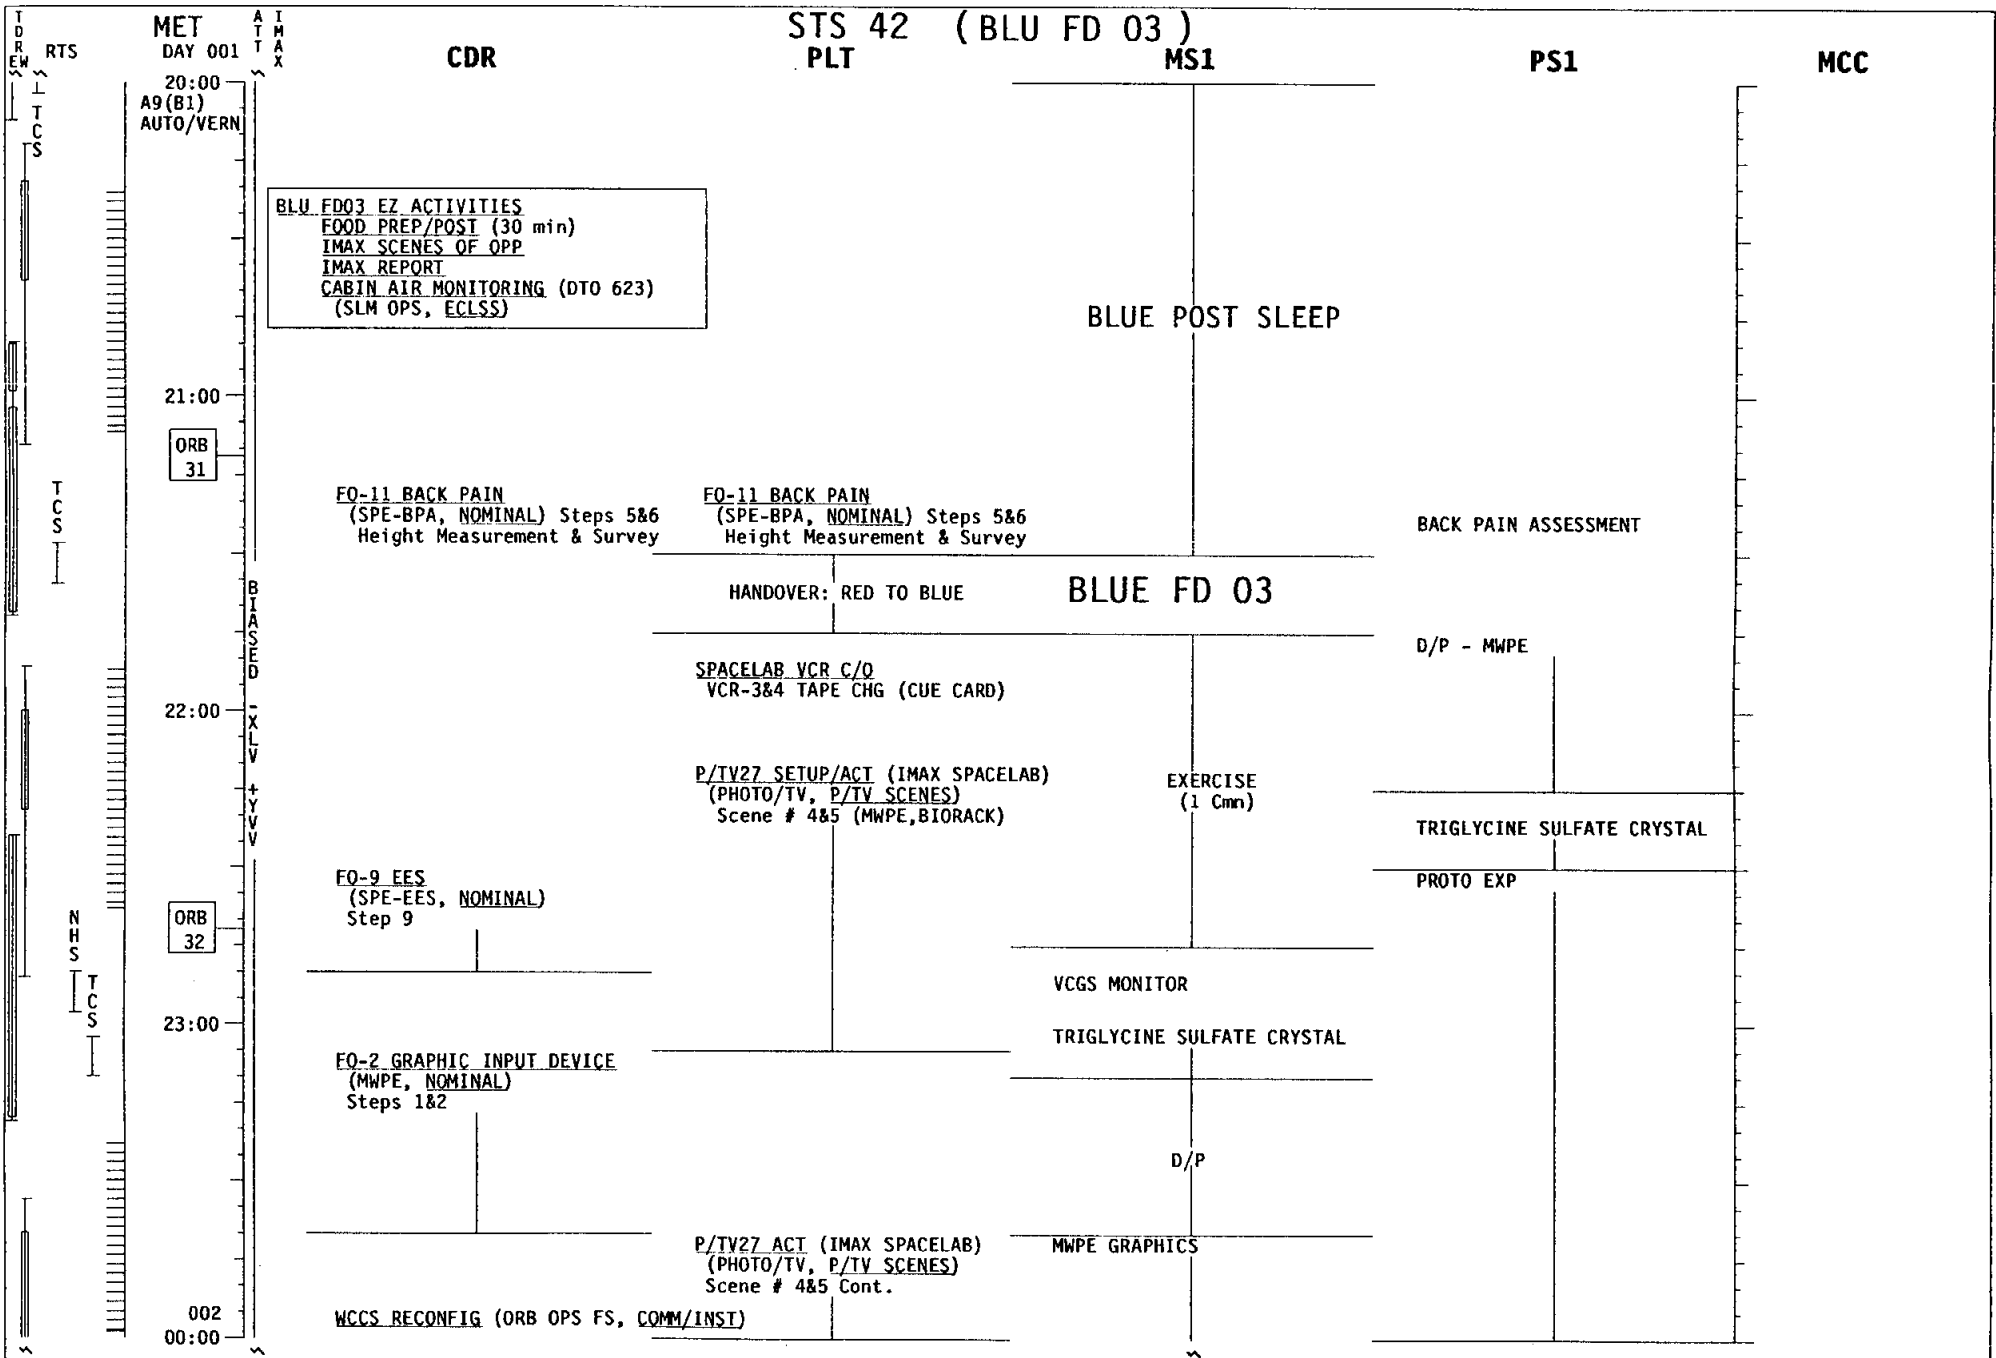 STS 42 (BLU FD 03)
TDRE W
RTS
MET
DAY 001
ATT
IMAX
CDR
PLT
MS1
PS1
MCC
20:00
A9(B1)
AUTO/VERN
TCS
BLU FD03 EZ ACTIVITIES
FOOD PREP/POST (30 min)
IMAX SCENES OF OPP
IMAX REPORT
CABIN AIR MONITORING (DTO 623)
(SLM OPS, ECLSS)
BLUE POST SLEEP
21:00
ORB
31
TCS
FO-11 BACK PAIN
(SPE-BPA, NOMINAL) Steps 5&6
Height Measurement & Survey
FO-11 BACK PAIN
(SPE-BPA, NOMINAL) Steps 5&6
Height Measurement & Survey
BACK PAIN ASSESSMENT
HANDOVER: RED TO BLUE
BLUE FD 03
BIASED -XLV +YVV
D/P - MWPE
SPACELAB VCR C/O
VCR-3&4 TAPE CHG (CUE CARD)
22:00
P/TV27 SETUP/ACT (IMAX SPACELAB)
(PHOTO/TV, P/TV SCENES)
Scene # 4&5 (MWPE,BIORACK)
EXERCISE
(1 Cmn)
TRIGLYCINE SULFATE CRYSTAL
FO-9 EES
(SPE-EES, NOMINAL)
Step 9
PROTO EXP
ORB
32
NHS
TCS
VCGS MONITOR
23:00
TRIGLYCINE SULFATE CRYSTAL
FO-2 GRAPHIC INPUT DEVICE
(MWPE, NOMINAL)
Steps 1&2
D/P
P/TV27 ACT (IMAX SPACELAB)
(PHOTO/TV, P/TV SCENES)
Scene # 4&5 Cont.
MWPE GRAPHICS
002
00:00
WCCS RECONFIG (ORB OPS FS, COMM/INST)